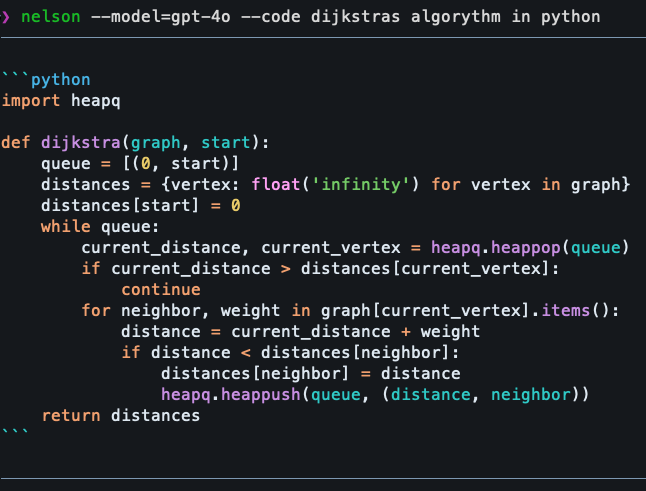 ❯ nelson --model=gpt-4o --code dijkstras algorythm in python
```python
import heapq
def dijkstra(graph, start):
    queue = [(0, start)]
    distances = {vertex: float('infinity') for vertex in graph}
    distances[start] = 0
    while queue:
        current_distance, current_vertex = heapq.heappop(queue)
        if current_distance > distances[current_vertex]:
            continue
        for neighbor, weight in graph[current_vertex].items():
            distance = current_distance + weight
            if distance < distances[neighbor]:
                distances[neighbor] = distance
                heapq.heappush(queue, (distance, neighbor))
    return distances
```